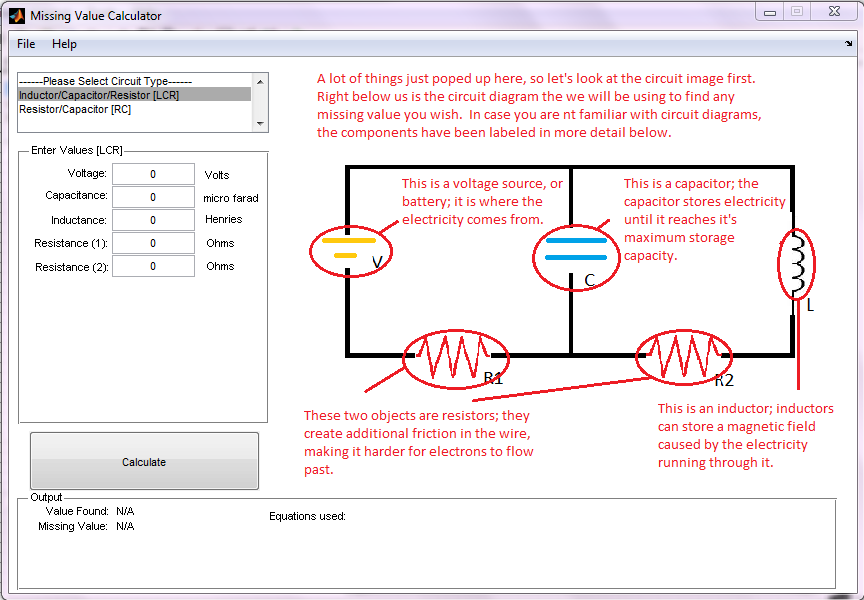 Missing Value Calculator
File Help
------Please Select Circuit Type------
Inductor/Capacitor/Resistor [LCR]
Resistor/Capacitor [RC]
Enter Values [LCR]
Voltage: 0 Volts
Capacitance: 0 micro farad
Inductance: 0 Henries
Resistance (1): 0 Ohms
Resistance (2): 0 Ohms
Calculate
A lot of things just poped up here, so let's look at the circuit image first.
Right below us is the circuit diagram the we will be using to find any
missing value you wish. In case you are nt familiar with circuit diagrams,
the components have been labeled in more detail below.
This is a voltage source, or
battery; it is where the
electricity comes from.
This is a capacitor; the
capacitor stores electricity
until it reaches it's
maximum storage
capacity.
V
C
L
R1
R2
These two objects are resistors; they
create additional friction in the wire,
making it harder for electrons to flow
past.
This is an inductor; inductors
can store a magnetic field
caused by the electricity
running through it.
Output
Value Found: N/A
Missing Value: N/A
Equations used: